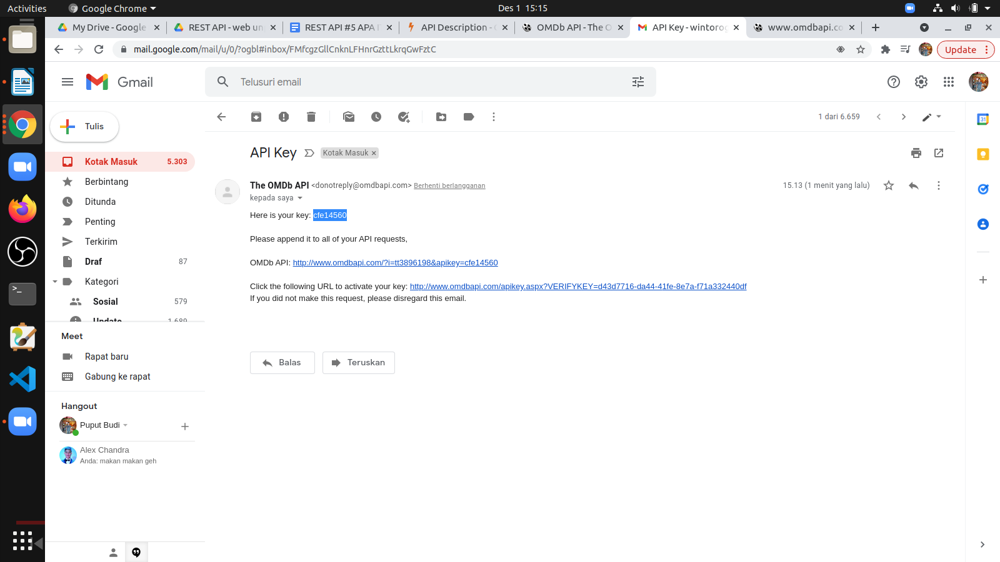 Activities
Google Chrome
Des 1 15:15
My Drive - Google
REST API - web un
REST API #5 APA I
API Description -
OMDb API - The O
API Key - wintorog
www.omdbapi.co
mail.google.com/mail/u/0/?ogbl#inbox/FMfcgzGllCnknLFHnrGzttLkrqGwFztC
Update
Gmail
Telusuri email
Tulis
1 dari 6.659
31
Kotak Masuk 5.303
Berbintang
Ditunda
Penting
Terkirim
Draf 87
Kategori
Sosial 579
Update 1.689
Meet
Rapat baru
Gabung ke rapat
Hangout
Puput Budi
Alex Chandra
Anda: makan makan geh
API Key
Kotak Masuk ×
The OMDb API <donotreply@omdbapi.com> Berhenti berlangganan
15.13 (1 menit yang lalu)
kepada saya
Here is your key: cfe14560
Please append it to all of your API requests,
OMDb API: http://www.omdbapi.com/?i=tt3896198&apikey=cfe14560
Click the following URL to activate your key: http://www.omdbapi.com/apikey.aspx?VERIFYKEY=d43d7716-da44-41fe-8e7a-f71a332440df
If you did not make this request, please disregard this email.
Balas
Teruskan